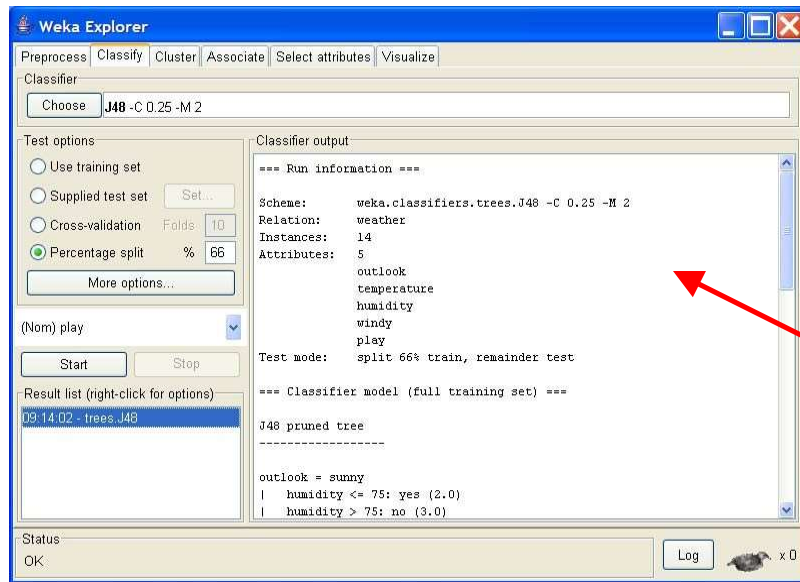 Weka Explorer
Preprocess Classify Cluster Associate Select attributes Visualize
Classifier
Choose J48 -C 0.25 -M 2
Test options
Use training set
Supplied test set Set...
Cross-validation Folds 10
Percentage split % 66
More options...
(Nom) play
Start Stop
Result list (right-click for options)
09:14:02 - trees.J48
Classifier output
=== Run information ===
Scheme: weka.classifiers.trees.J48 -C 0.25 -M 2
Relation: weather
Instances: 14
Attributes: 5
outlook
temperature
humidity
windy
play
Test mode: split 66% train, remainder test
=== Classifier model (full training set) ===
J48 pruned tree
------------------
outlook = sunny
| humidity <= 75: yes (2.0)
| humidity > 75: no (3.0)
Status
OK
Log x 0